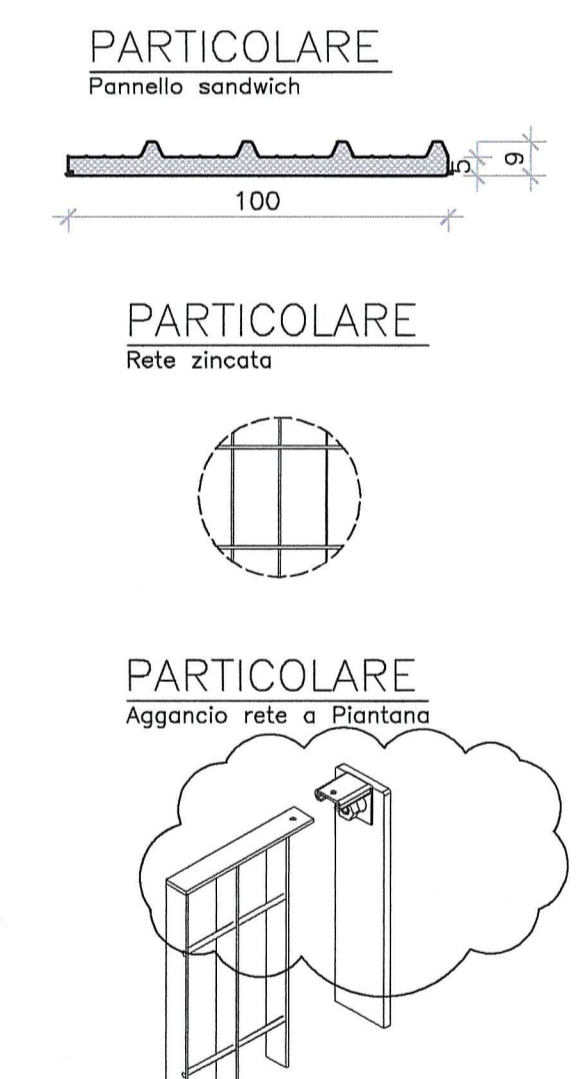 PARTICOLARE
Pannello sandwich
5
9
100
PARTICOLARE
Rete zincata
PARTICOLARE
Aggancio rete a Piantana